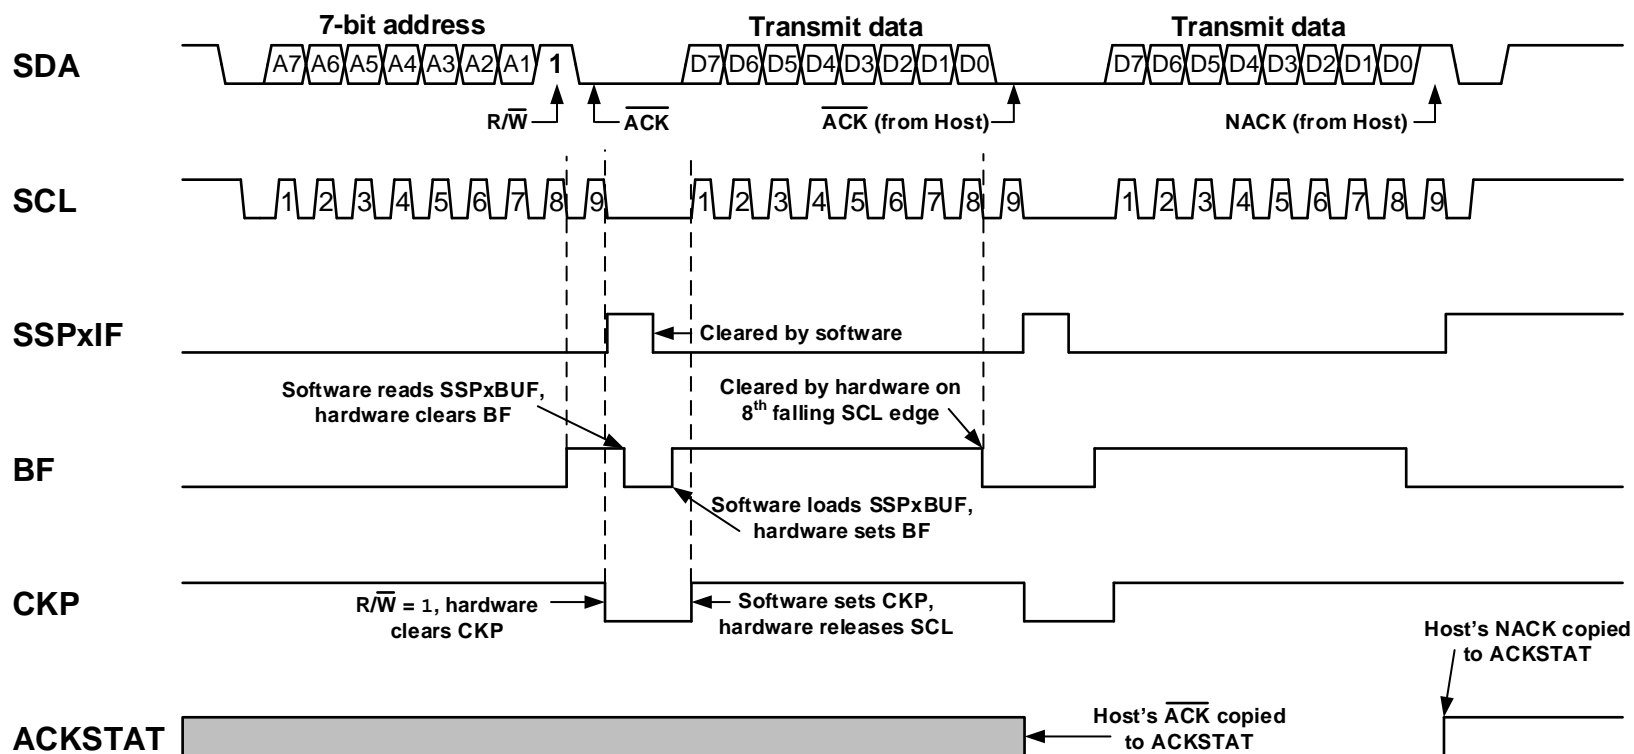 7-bit address
Transmit data
Transmit data
SDA
A7 A6 A5 A4 A3 A2 A1 1
D7 D6 D5 D4 D3 D2 D1 D0
D7 D6 D5 D4 D3 D2 D1 D0
R/W̅
A̅C̅K̅
A̅C̅K̅ (from Host)
NACK (from Host)
SCL
1 2 3 4 5 6 7 8 9
1 2 3 4 5 6 7 8 9
1 2 3 4 5 6 7 8 9
SSPxIF
Cleared by software
Software reads SSPxBUF,
hardware clears BF
Cleared by hardware on
8th falling SCL edge
BF
Software loads SSPxBUF,
hardware sets BF
CKP
R/W̅ = 1, hardware
clears CKP
Software sets CKP,
hardware releases SCL
Host's NACK copied
to ACKSTAT
ACKSTAT
Host's A̅C̅K̅ copied
to ACKSTAT